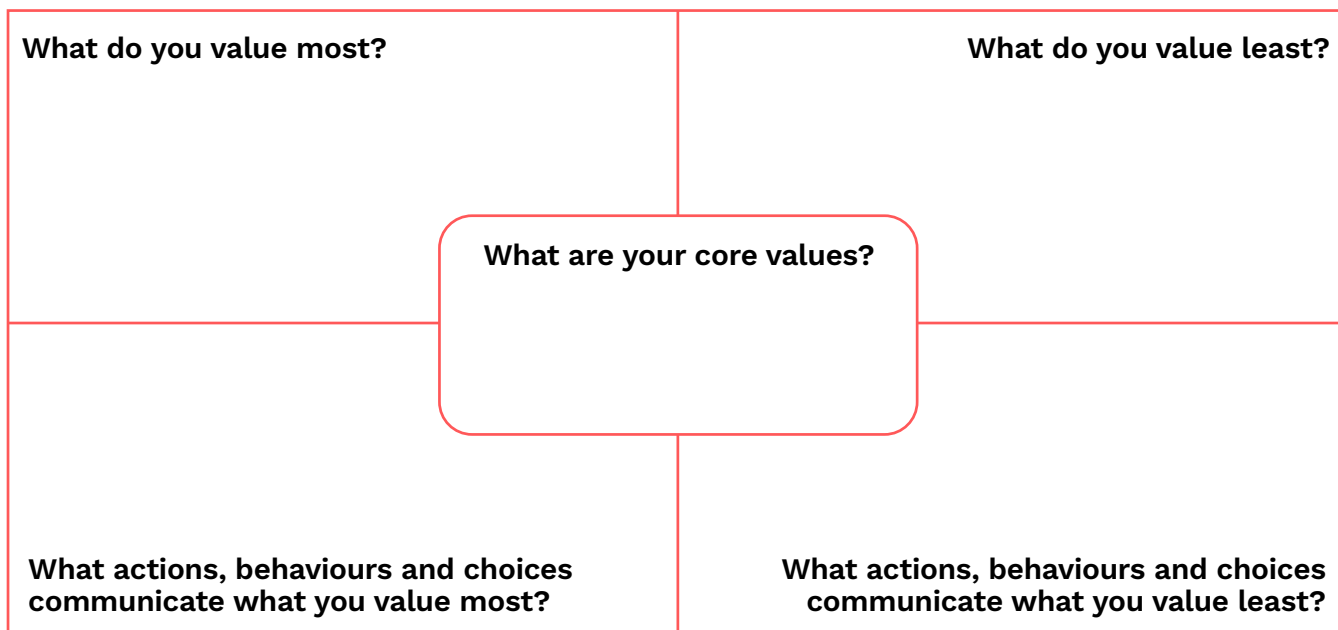 What do you value most?
What do you value least?
What are your core values?
What actions, behaviours and choices
communicate what you value most?
What actions, behaviours and choices
communicate what you value least?